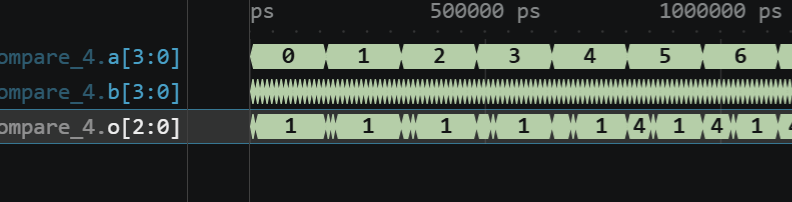 ps 500000 ps 1000000 ps
ompare_4.a[3:0] 0 1 2 3 4 5 6
ompare_4.b[3:0]
ompare_4.o[2:0] 1 1 1 1 1 4 1 4 1